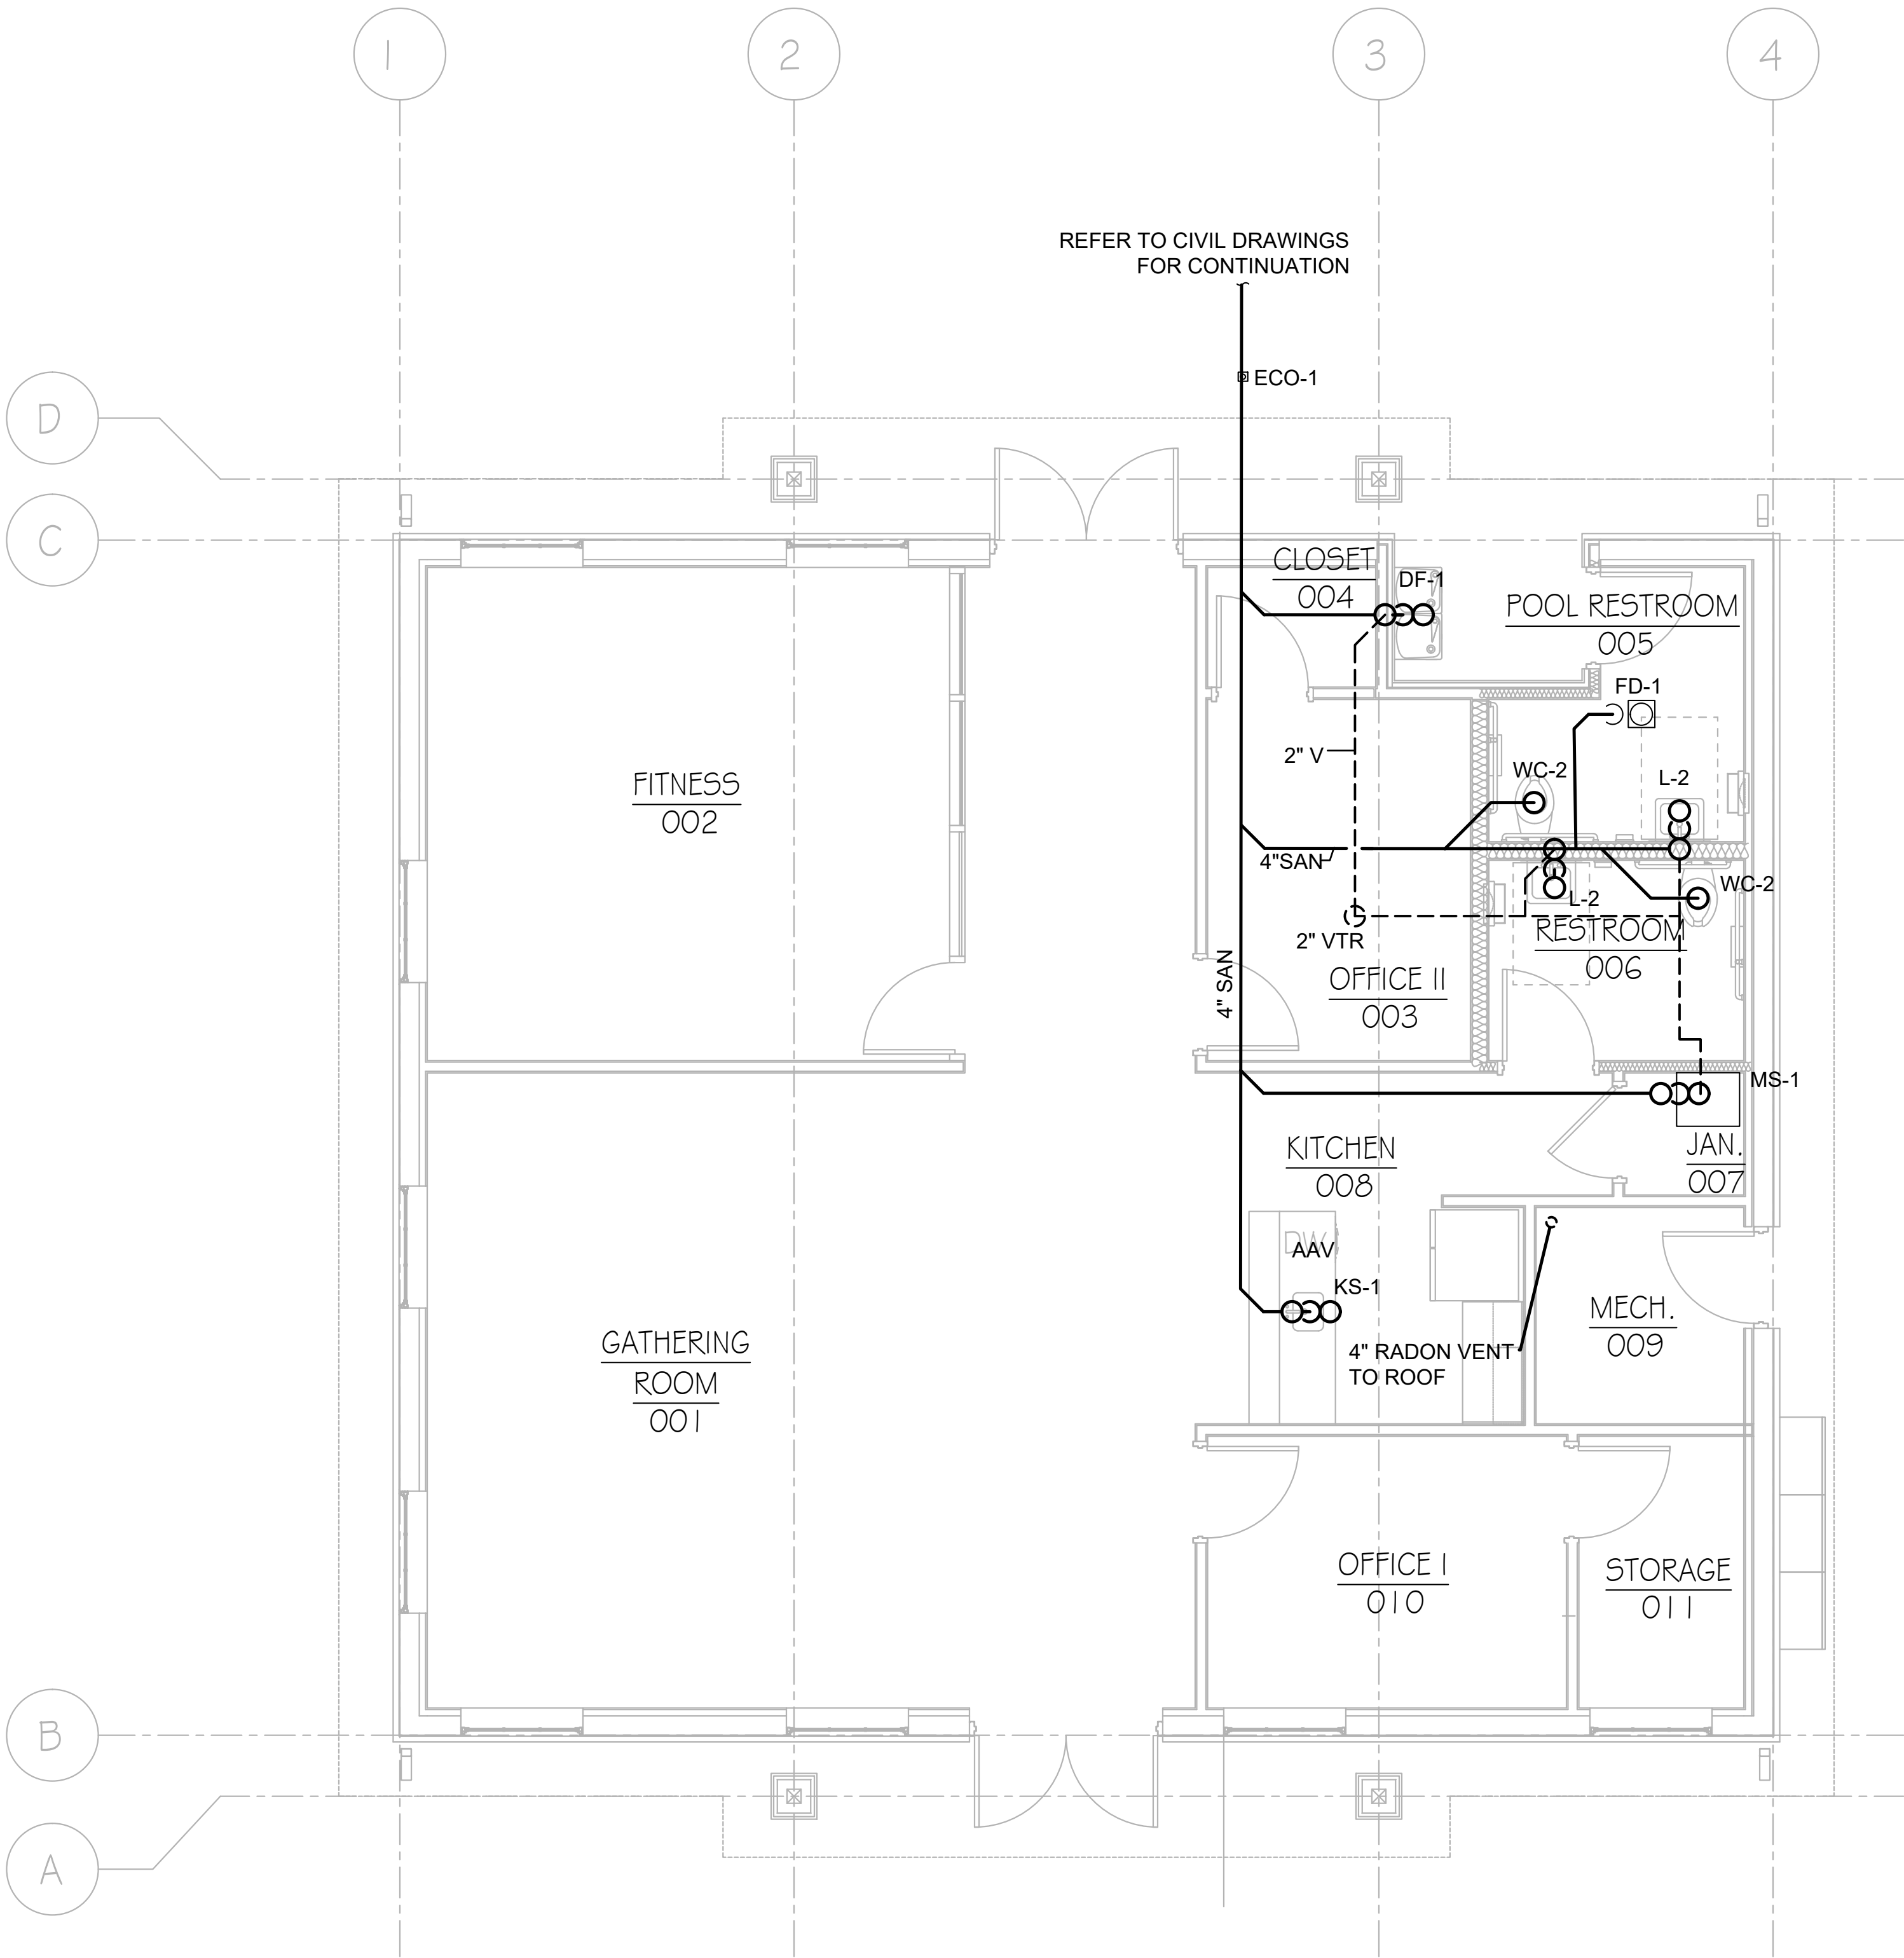 1
2
3
4
REFER TO CIVIL DRAWINGS
FOR CONTINUATION
ECO-1
D
C
CLOSET
004
DF-1
POOL RESTROOM
005
FD-1
2" V
WC-2
L-2
FITNESS
002
4"SAN
L-2
WC-2
2" VTR
RESTROOM
006
4" SAN
OFFICE II
003
MS-1
KITCHEN
008
JAN.
007
DW
AAV
KS-1
MECH.
009
4" RADON VENT
TO ROOF
GATHERING
ROOM
001
OFFICE I
010
STORAGE
011
B
A